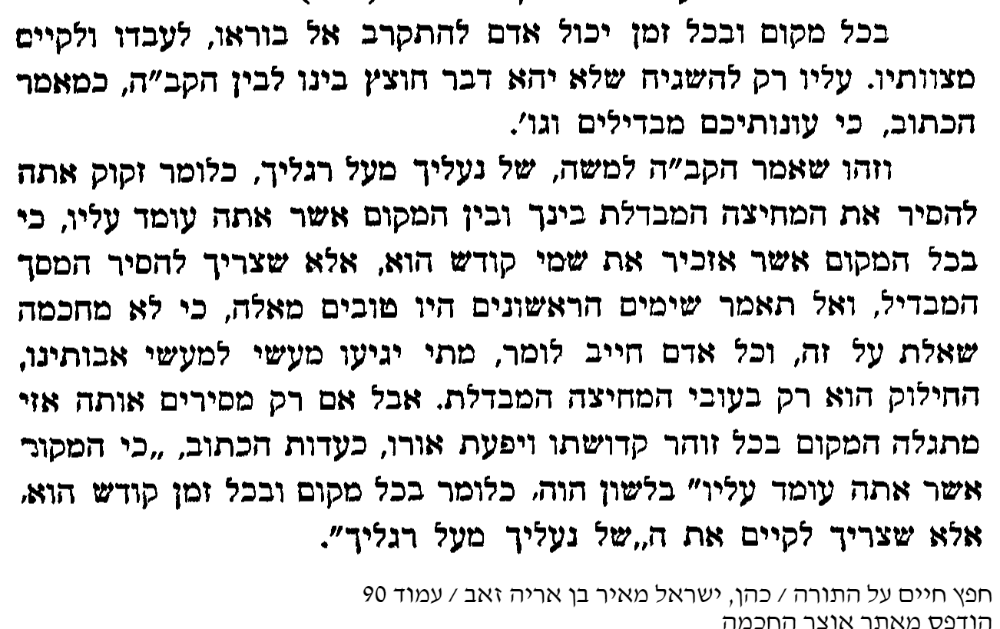 בכל מקום ובכל זמן יכול אדם להתקרב אל בוראו, לעבדו ולקיים
מצוותיו. עליו רק להשגיח שלא יהא דבר חוצץ בינו לבין הקב״ה, כמאמר
הכתוב, כי עונותיכם מבדילים וגו׳.
וזהו שאמר הקב״ה למשה, של נעליך מעל רגליך, כלומר זקוק אתה
להסיר את המחיצה המבדלת בינך ובין המקום אשר אתה עומד עליו, כי
בכל המקום אשר אזכיר את שמי קודש הוא, אלא שצריך להסיר המסך
המבדיל, ואל תאמר שימים הראשונים היו טובים מאלה, כי לא מחכמה
שאלת על זה, וכל אדם חייב לומר, מתי יגיעו מעשי למעשי אבותינו,
החילוק הוא רק בעובי המחיצה המבדלת. אבל אם רק מסירים אותה אזי
מתגלה המקום בכל זוהר קדושתו ויפעת אורו, כעדות הכתוב, „כי המקום
אשר אתה עומד עליו״ בלשון הוה, כלומר בכל מקום ובכל זמן קודש הוא,
אלא שצריך לקיים את ה„של נעליך מעל רגליך״.
חפץ חיים על התורה / כהן, ישראל מאיר בן אריה זאב / עמוד 90
הודפס מאתר אוצר החכמה